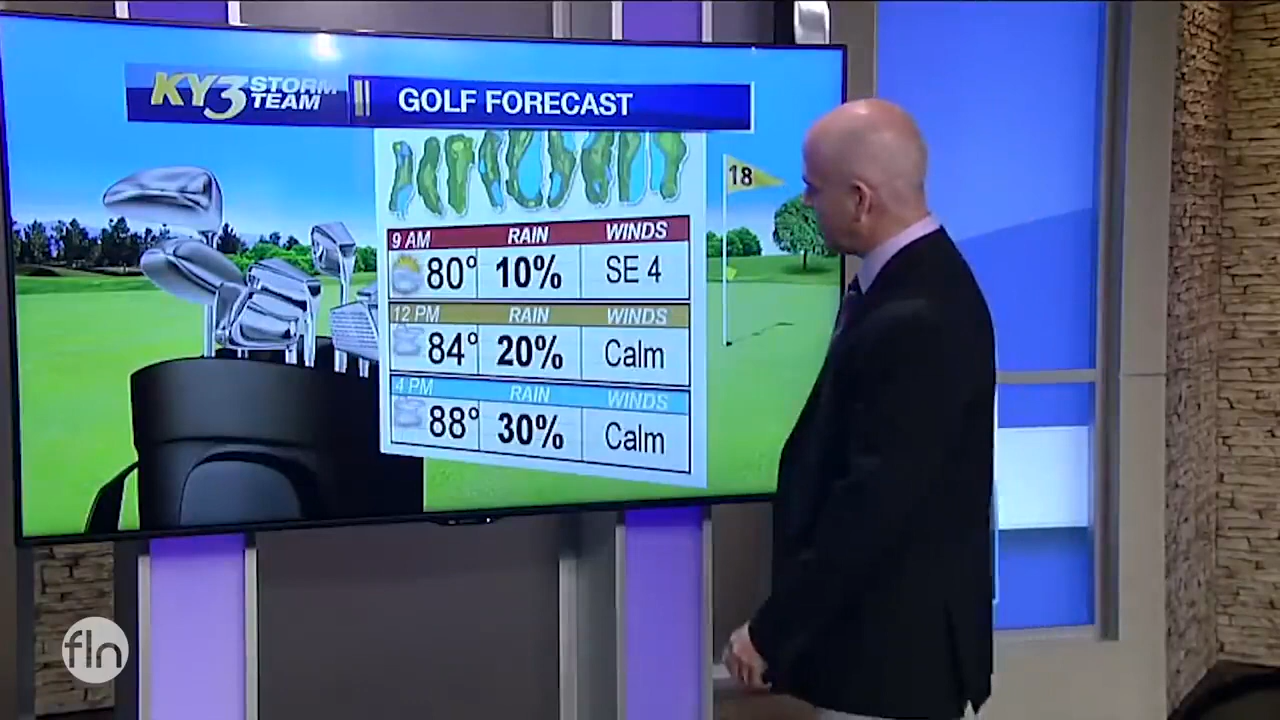 KY3 STORM TEAM
GOLF FORECAST
18
9 AM RAIN WINDS
80° 10% SE 4
12 PM RAIN WINDS
84° 20% Calm
4 PM RAIN WINDS
88° 30% Calm
fln